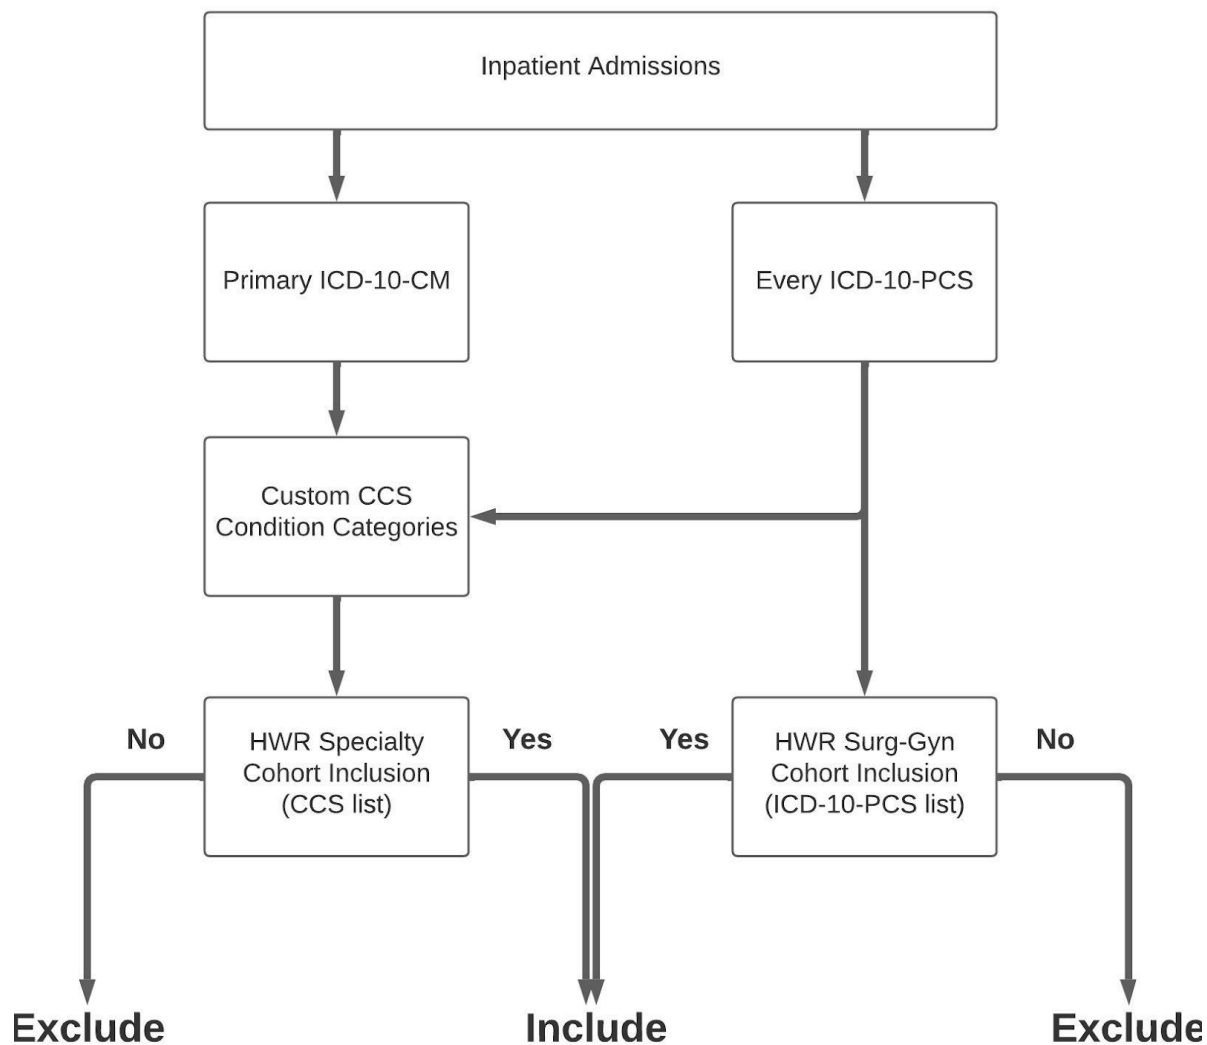 Inpatient Admissions
Primary ICD-10-CM
Every ICD-10-PCS
Custom CCS
Condition Categories
No
HWR Specialty
Cohort Inclusion
(CCS list)
Yes
Yes
HWR Surg-Gyn
Cohort Inclusion
(ICD-10-PCS list)
No
Exclude
Include
Exclude